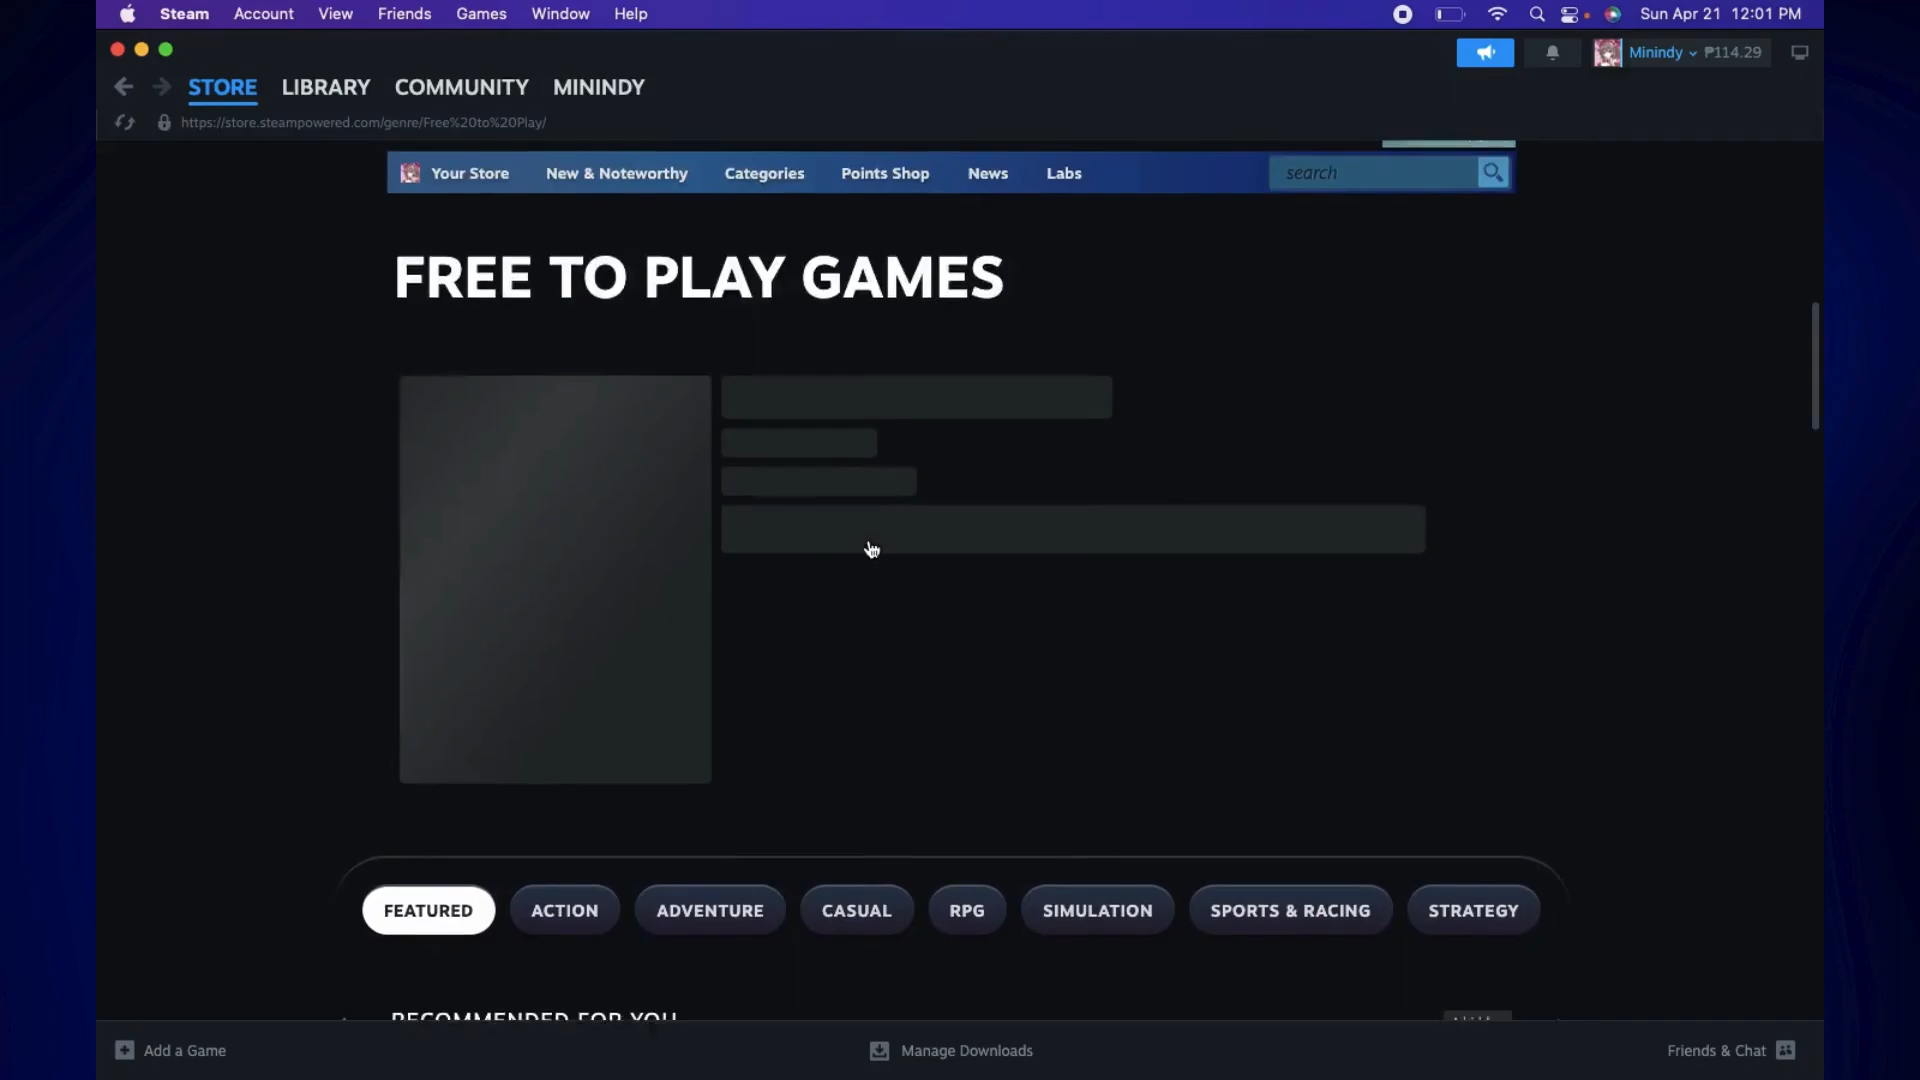 Steam Account View Friends Games Window Help Sun Apr 21 12:01 PM
Minindy ₱114.29
STORE LIBRARY COMMUNITY MININDY
https://store.steampowered.com/genre/Free%20to%20Play/
Your Store New & Noteworthy Categories Points Shop News Labs search
FREE TO PLAY GAMES
FEATURED ACTION ADVENTURE CASUAL RPG SIMULATION SPORTS & RACING STRATEGY
RECOMMENDED FOR YOU
Add a Game Manage Downloads Friends & Chat